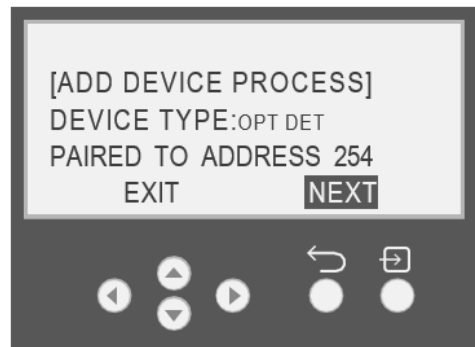 [ADD DEVICE PROCESS]
DEVICE TYPE:OPT DET
PAIRED TO ADDRESS 254
EXIT NEXT